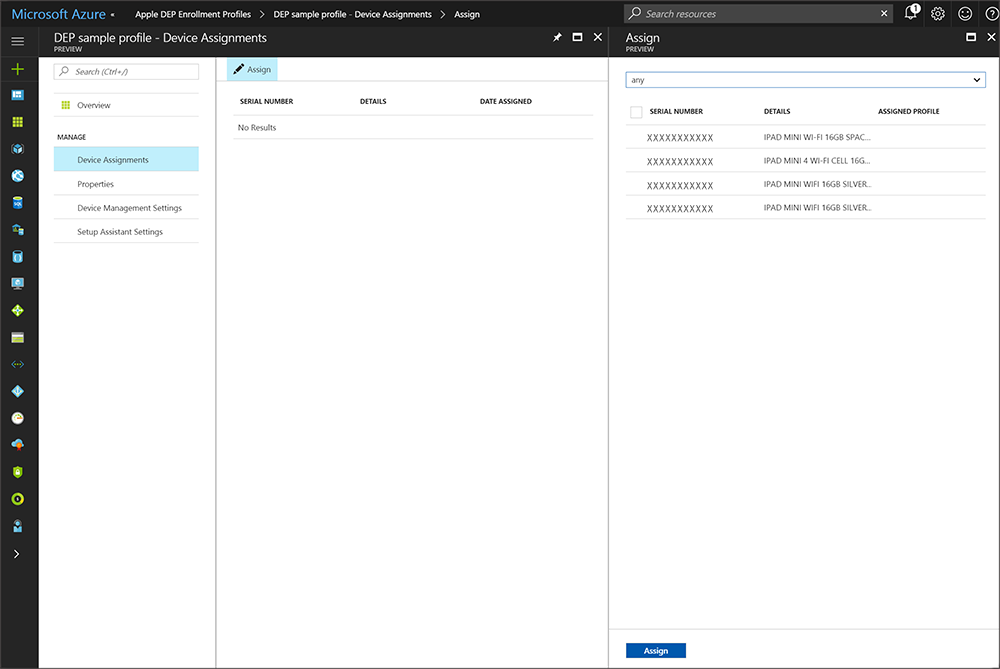 Microsoft Azure Apple DEP Enrollment Profiles > DEP sample profile - Device Assignments > Assign Search resources 1
DEP sample profile - Device Assignments
PREVIEW
Search (Ctrl+/)
Overview
MANAGE
Device Assignments
Properties
Device Management Settings
Setup Assistant Settings
Assign
SERIAL NUMBER DETAILS DATE ASSIGNED
No Results
Assign
PREVIEW
any
SERIAL NUMBER DETAILS ASSIGNED PROFILE
XXXXXXXXXXX IPAD MINI WI-FI 16GB SPAC...
XXXXXXXXXXX IPAD MINI 4 WI-FI CELL 16G...
XXXXXXXXXXX IPAD MINI WIFI 16GB SILVER...
XXXXXXXXXXX IPAD MINI WIFI 16GB SILVER...
Assign